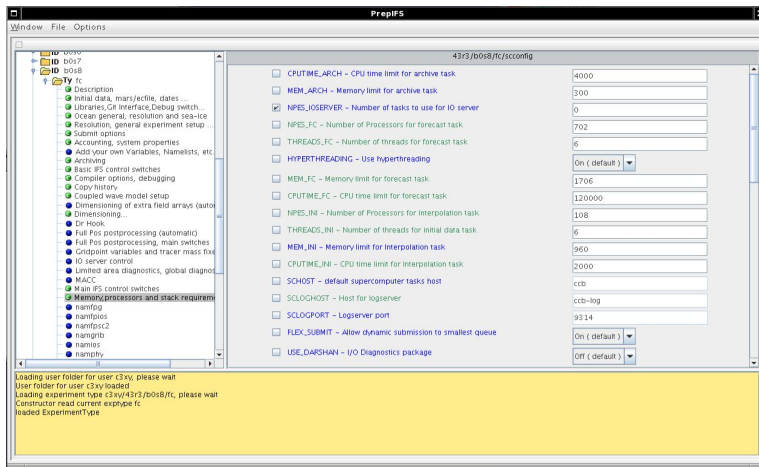 PrepIFS
Window File Options
ID b0s6
ID b0s7
ID b0s8
Ty fc
Description
Initial data, mars/ecfile, dates ...
Libraries,Git Interface,Debug switch...
Ocean general, resolution and sea-ice
Resolution, general experiment setup ...
Submit options
Accounting, system properties
Add your own Variables, Namelists, etc.
Archiving
Basic IFS control switches
Compiler options, debugging
Copy history
Coupled wave model setup
Dimensioning of extra field arrays (autor
Dimensioning...
Dr Hook
Full Pos postprocessing (automatic)
Full Pos postprocessing, main switches
Gridpoint variables and tracer mass fixe
IO server control
Limited area diagnostics, global diagnos
MACC
Main IFS control switches
Memory,processors and stack requirem
namfpg
namfpios
namfpsc2
namgrib
namios
namphy
43r3/b0s8/fc/scconfig
CPUTIME_ARCH – CPU time limit for archive task 4000
MEM_ARCH – Memory limit for archive task 300
NPES_IOSERVER – Number of tasks to use for IO server 0
NPES_FC – Number of Processors for forecast task 702
THREADS_FC – Number of threads for forecast task 6
HYPERTHREADING – Use hyperthreading On ( default )
MEM_FC – Memory limit for forecast task 1706
CPUTIME_FC – CPU time limit for forecast task 120000
NPES_INI – Number of Processors for Interpolation task 108
THREADS_INI – Number of threads for initial data task 6
MEM_INI – Memory limit for Interpolation task 960
CPUTIME_INI – CPU time limit for Interpolation task 2000
SCHOST – default supercomputer tasks host ccb
SCLOGHOST – Host for logserver ccb-log
SCLOGPORT – Logserver port 9314
FLEX_SUBMIT – Allow dynamic submission to smallest queue On ( default )
USE_DARSHAN – I/O Diagnostics package Off ( default )
Loading user folder for user c3xy, please wait
User folder for user c3xy loaded
Loading experiment type c3xy/43r3/b0s8/fc, please wait
Constructor read current exptype fc
loaded ExperimentType